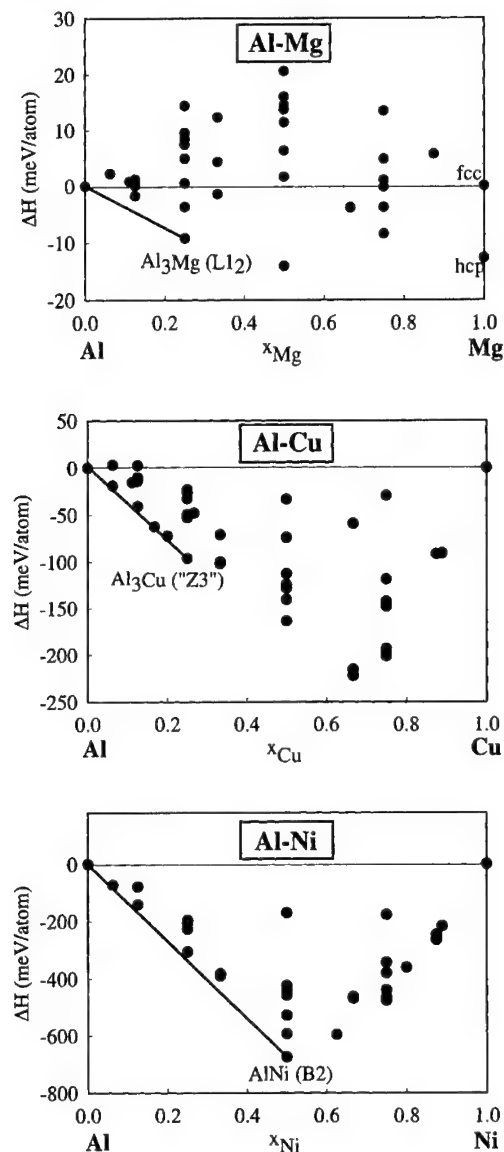 Al-Mg
30
20
10
0
-10
-20
ΔH (meV/atom)
fcc
hcp
Al₃Mg (L1₂)
0.0 0.2 0.4 0.6 0.8 1.0
Al xMg Mg
Al-Cu
50
0
-50
-100
-150
-200
-250
ΔH (meV/atom)
Al₃Cu ("Z3")
0.0 0.2 0.4 0.6 0.8 1.0
Al xCu Cu
Al-Ni
0
-200
-400
-600
-800
ΔH (meV/atom)
AlNi (B2)
0.0 0.2 0.4 0.6 0.8 1.0
Al xNi Ni